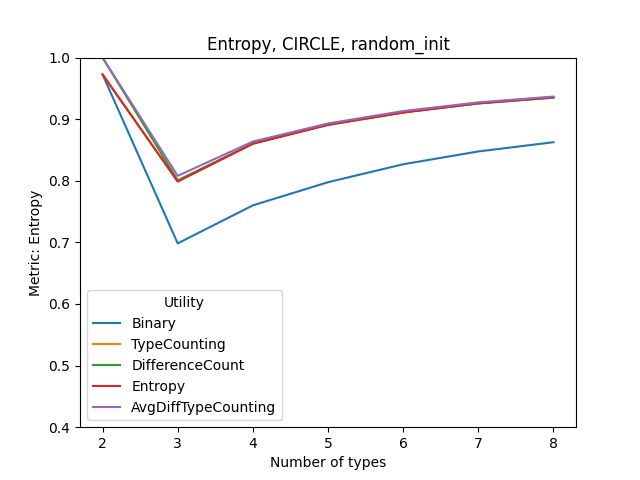 Entropy, CIRCLE, random_init
1.0
0.9
0.8
0.7
0.6
0.5
0.4
Metric: Entropy
Utility
Binary
TypeCounting
DifferenceCount
Entropy
AvgDiffTypeCounting
2 3 4 5 6 7 8
Number of types